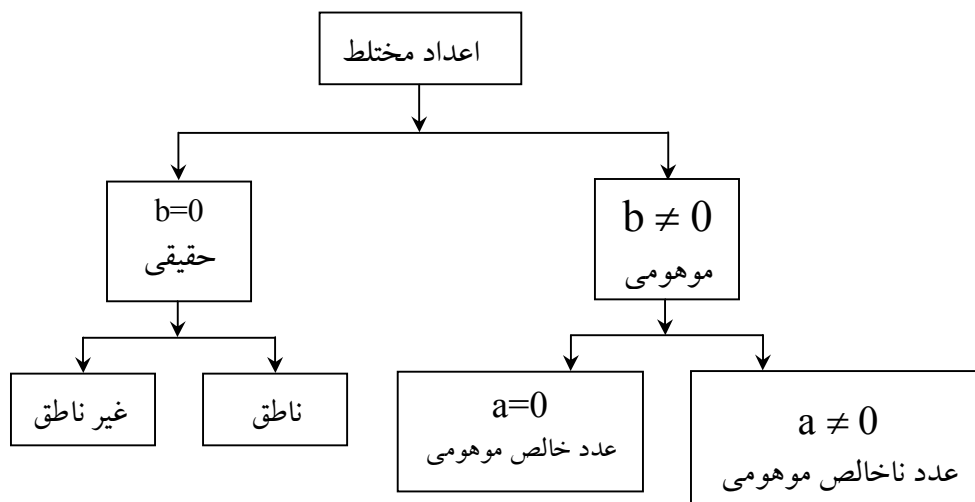 اعداد مختلط
b ≠ 0
موهومی
b=0
حقیقی
a ≠ 0
عدد ناخالص موهومی
a=0
عدد خالص موهومی
ناطق
غیر ناطق